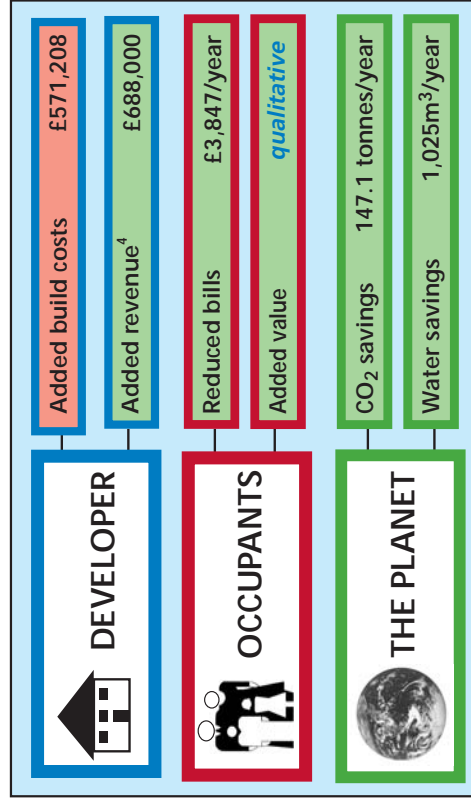 DEVELOPER
Added build costs £571,208
Added revenue⁴ £688,000
OCCUPANTS
Reduced bills £3,847/year
Added value qualitative
THE PLANET
CO₂ savings 147.1 tonnes/year
Water savings 1,025m³/year